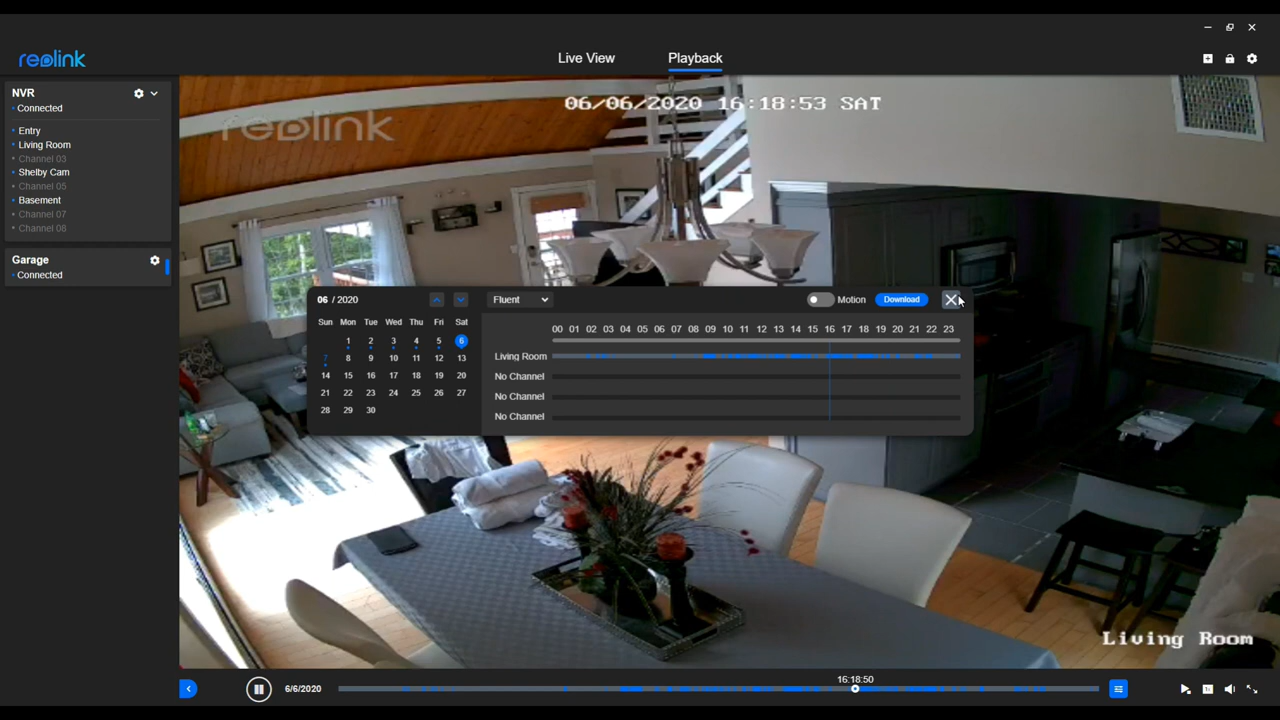 reolink
Live View
Playback
NVR
Connected
Entry
Living Room
Channel 03
Shelby Cam
Channel 05
Basement
Channel 07
Channel 08
Garage
Connected
06/06/2020 16:18:53 SAT
reolink
06 / 2020
Fluent
Motion
Download
Sun Mon Tue Wed Thu Fri Sat
1 2 3 4 5 6
7 8 9 10 11 12 13
14 15 16 17 18 19 20
21 22 23 24 25 26 27
28 29 30
00 01 02 03 04 05 06 07 08 09 10 11 12 13 14 15 16 17 18 19 20 21 22 23
Living Room
No Channel
No Channel
No Channel
Living Room
16:18:50
6/6/2020